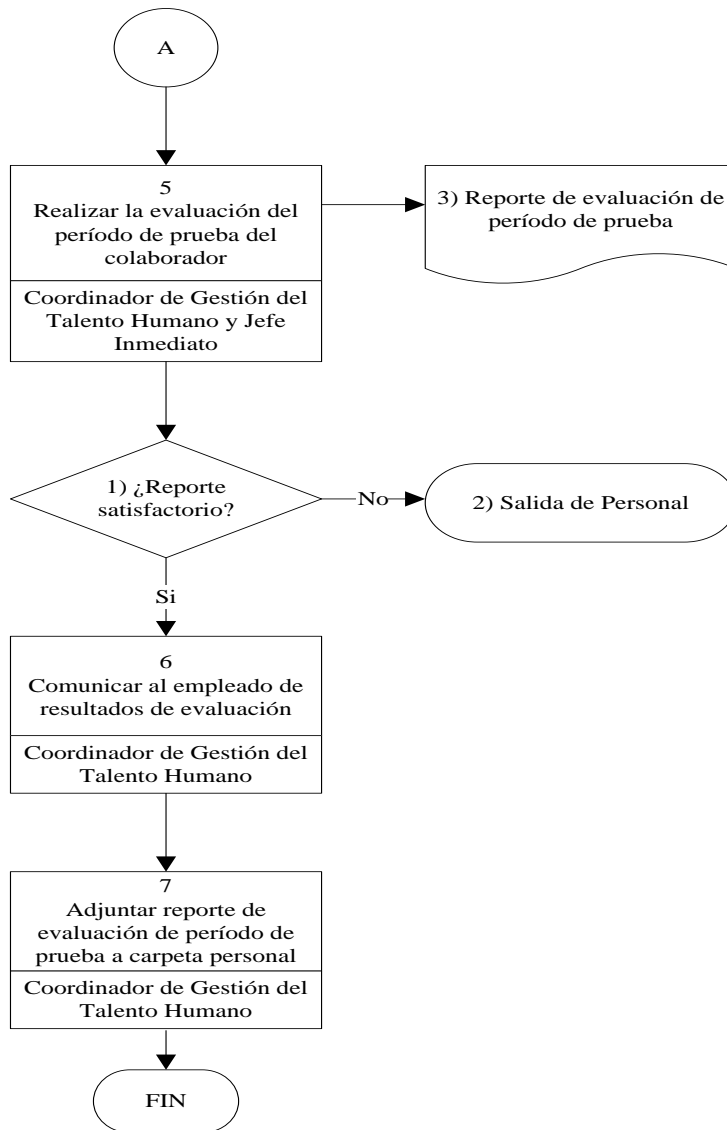 A
5
Realizar la evaluación del
período de prueba del
colaborador
Coordinador de Gestión del
Talento Humano y Jefe
Inmediato
3) Reporte de evaluación de
período de prueba
1) ¿Reporte
satisfactorio?
No
2) Salida de Personal
Si
6
Comunicar al empleado de
resultados de evaluación
Coordinador de Gestión del
Talento Humano
7
Adjuntar reporte de
evaluación de período de
prueba a carpeta personal
Coordinador de Gestión del
Talento Humano
FIN